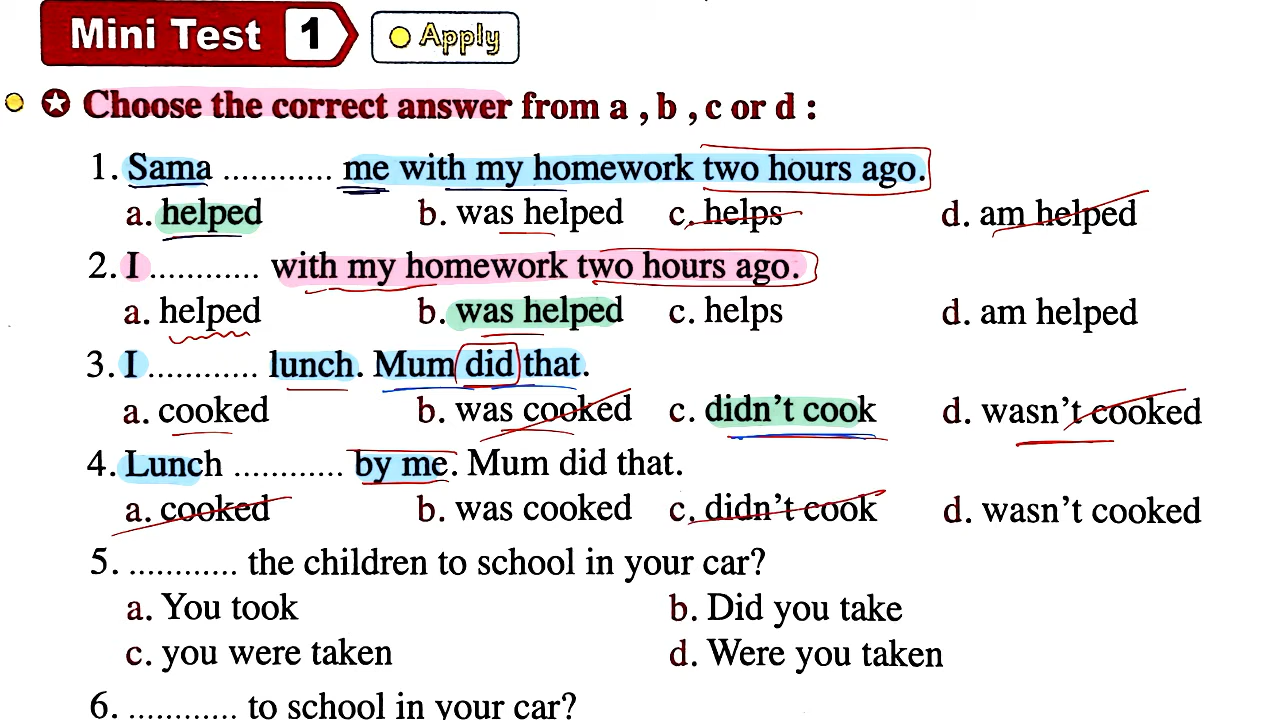 Mini Test 1 Apply
Choose the correct answer from a , b , c or d :
1. Sama ............ me with my homework two hours ago.
a. helped b. was helped c. helps d. am helped
2. I ........... with my homework two hours ago.
a. helped b. was helped c. helps d. am helped
3. I ........... lunch. Mum did that.
a. cooked b. was cooked c. didn't cook d. wasn't cooked
4. Lunch ........... by me. Mum did that.
a. cooked b. was cooked c. didn't cook d. wasn't cooked
5. ........... the children to school in your car?
a. You took b. Did you take
c. you were taken d. Were you taken
6. ........... to school in your car?